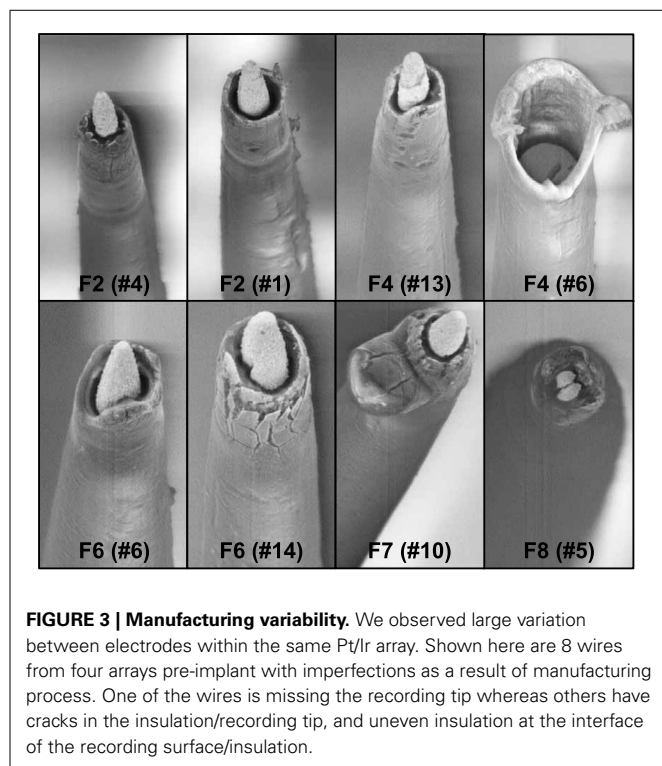 F2 (#4) F2 (#1) F4 (#13) F4 (#6)
F6 (#6) F6 (#14) F7 (#10) F8 (#5)
FIGURE 3 | Manufacturing variability. We observed large variation
between electrodes within the same Pt/Ir array. Shown here are 8 wires
from four arrays pre-implant with imperfections as a result of manufacturing
process. One of the wires is missing the recording tip whereas others have
cracks in the insulation/recording tip, and uneven insulation at the interface
of the recording surface/insulation.